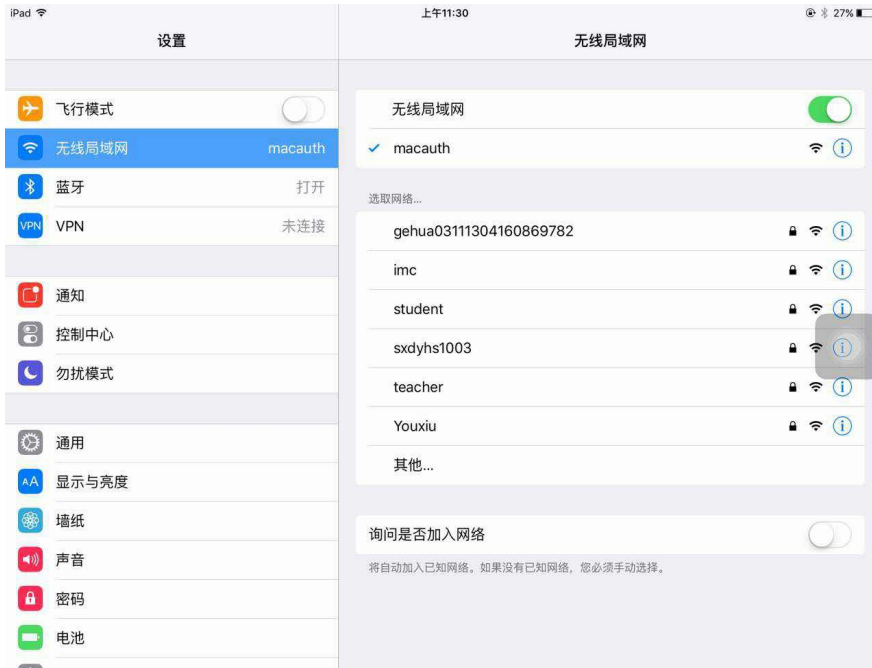 iPad 上午11:30 27%
设置
飞行模式
无线局域网 macauth
蓝牙 打开
VPN VPN 未连接
通知
控制中心
勿扰模式
通用
AA 显示与亮度
墙纸
声音
密码
电池
无线局域网
无线局域网
macauth
选取网络...
gehua03111304160869782
imc
student
sxdyhs1003
teacher
Youxiu
其他...
询问是否加入网络
将自动加入已知网络。如果没有已知网络，您必须手动选择。